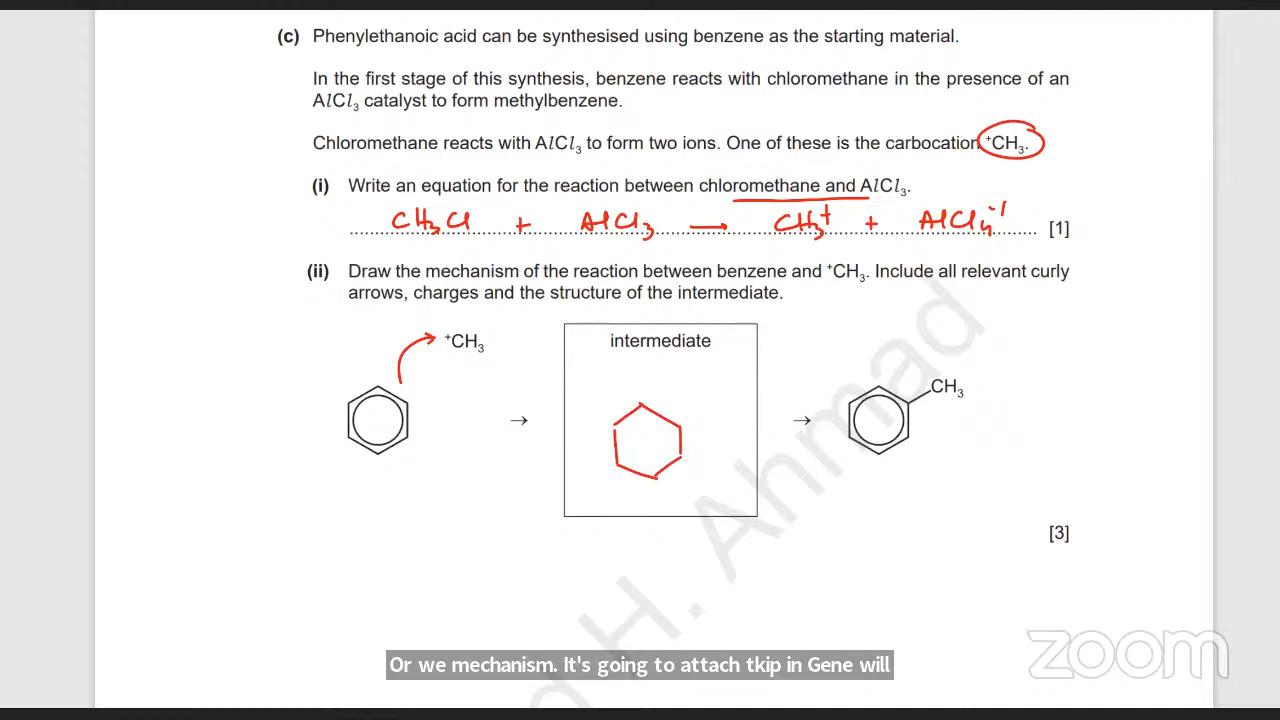 (c) Phenylethanoic acid can be synthesised using benzene as the starting material.
In the first stage of this synthesis, benzene reacts with chloromethane in the presence of an
AlCl₃ catalyst to form methylbenzene.
Chloromethane reacts with AlCl₃ to form two ions. One of these is the carbocation ⁺CH₃.
(i) Write an equation for the reaction between chloromethane and AlCl₃.
CH₃Cl + AlCl₃ → CH₃⁺ + AlCl₄⁻¹ [1]
(ii) Draw the mechanism of the reaction between benzene and ⁺CH₃. Include all relevant curly
arrows, charges and the structure of the intermediate.
⁺CH₃
intermediate
→
→
CH₃
[3]
H. Ahmad
zoom
Or we mechanism. It's going to attach tkip in Gene will